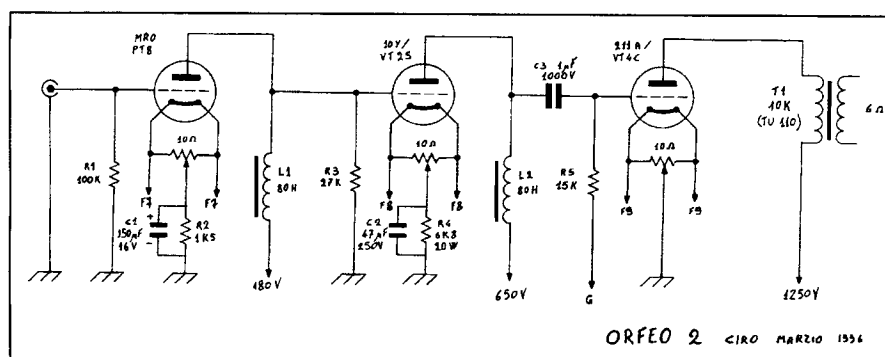 MRO
PT8
10Y/
VT25
211A/
VT4C
C3 1µF
1000V
T1
10K
(TU 110)
6Ω
10Ω
10Ω
10Ω
R1
100K
F7
F7
L1
80H
R3
27K
F8
F8
L2
80H
R5
15K
F9
F9
C1
150µF
16V
+
-
R2
1K5
C2
47µF
250V
R4
6K8
20W
180V
650V
G
1250V
ORFEO 2 CIRO MARZIO 1996